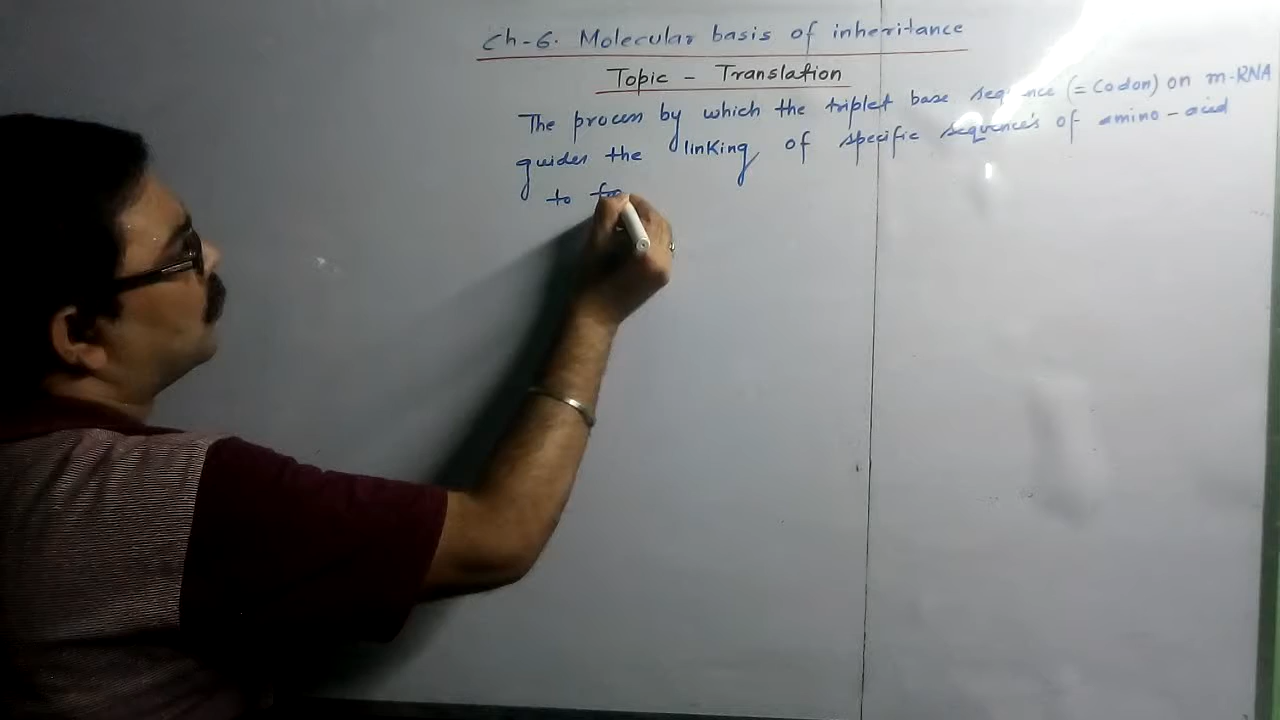 Ch-6. Molecular basis of inheritance
Topic - Translation
The process by which the triplet base sequence (= Codon) on m-RNA
guides the linking of specific sequences of amino-acid
to fo